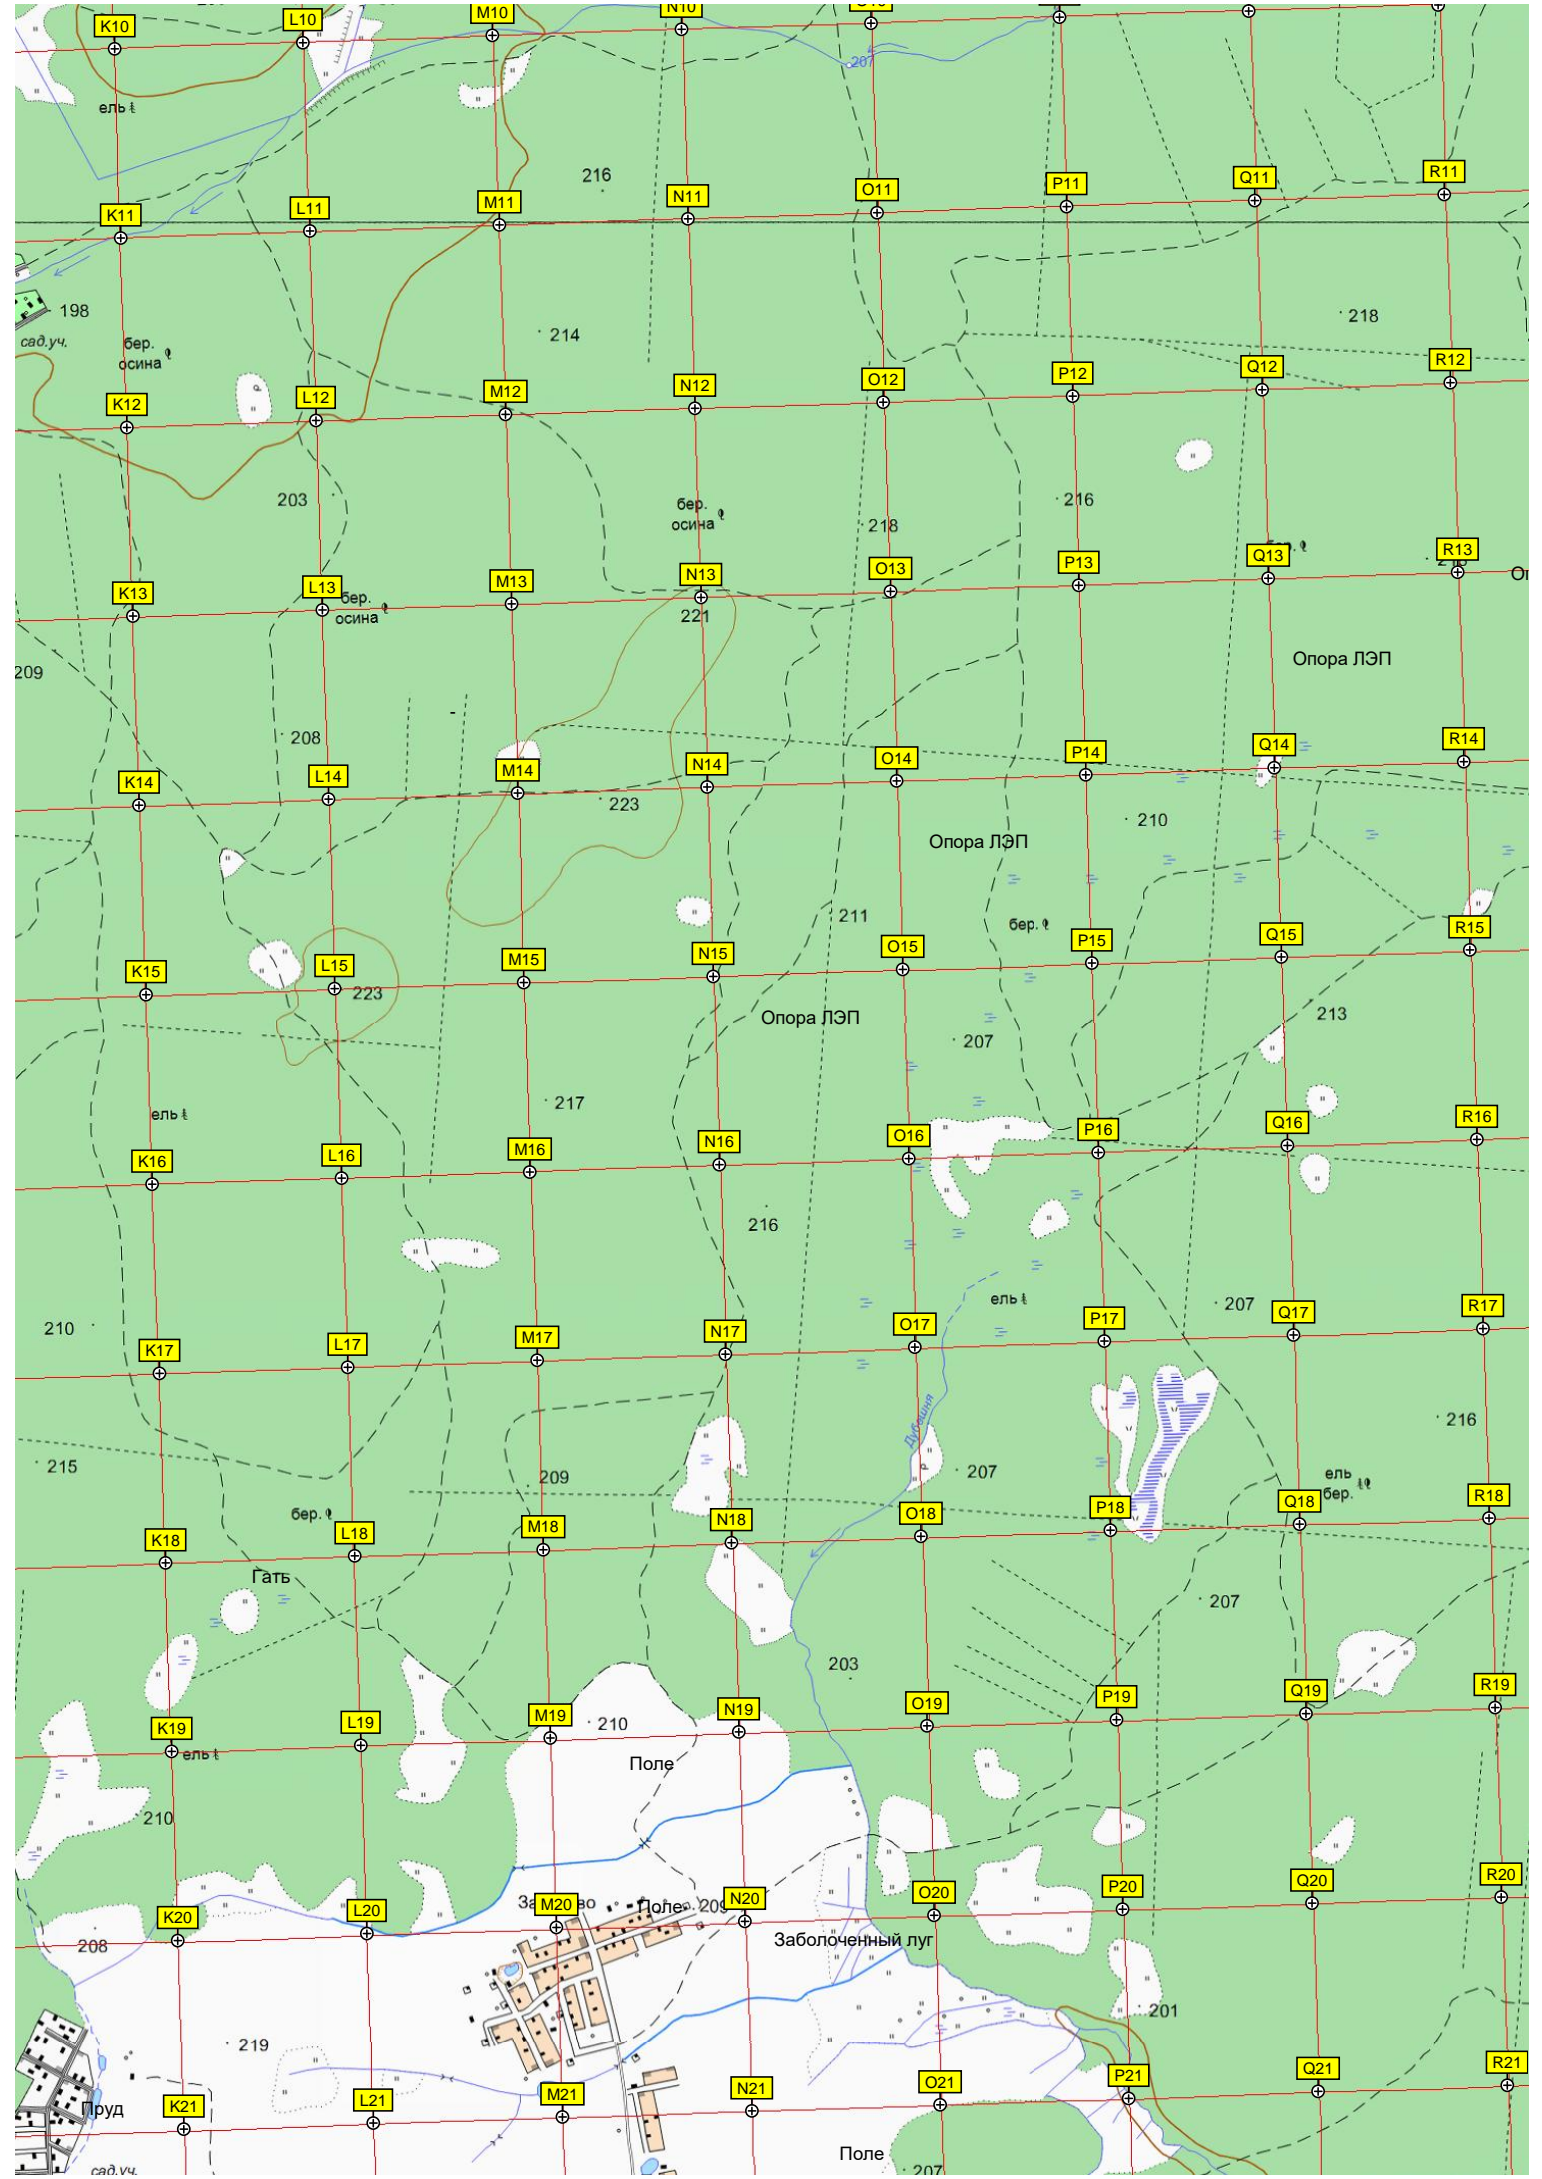 K10
L10
M10
N10
207
ель
216
K11
L11
M11
N11
O11
P11
Q11
R11
198
сад.уч.
бер.
осина
214
218
K12
L12
M12
N12
O12
P12
Q12
R12
203
бер.
осина
218
216
K13
L13
M13
N13
O13
P13
Q13
R13
бер.
осина
221
209
Опора ЛЭП
208
K14
L14
M14
N14
O14
P14
Q14
R14
223
210
Опора ЛЭП
211
бер.
K15
L15
M15
N15
O15
P15
Q15
R15
223
Опора ЛЭП
207
213
ель
217
K16
L16
M16
N16
O16
P16
Q16
R16
216
ель
207
210
K17
L17
M17
N17
O17
P17
Q17
R17
Дубешня
216
215
209
207
ель
бер.
бер.
K18
L18
M18
N18
O18
P18
Q18
R18
Гать
207
203
K19
L19
M19
N19
O19
P19
Q19
R19
210
ель
Поле
210
K20
L20
M20
N20
O20
P20
Q20
R20
Поле
209
208
Заболоченный луг
201
219
K21
L21
M21
N21
O21
P21
Q21
R21
Пруд
Поле
сад.уч.
207